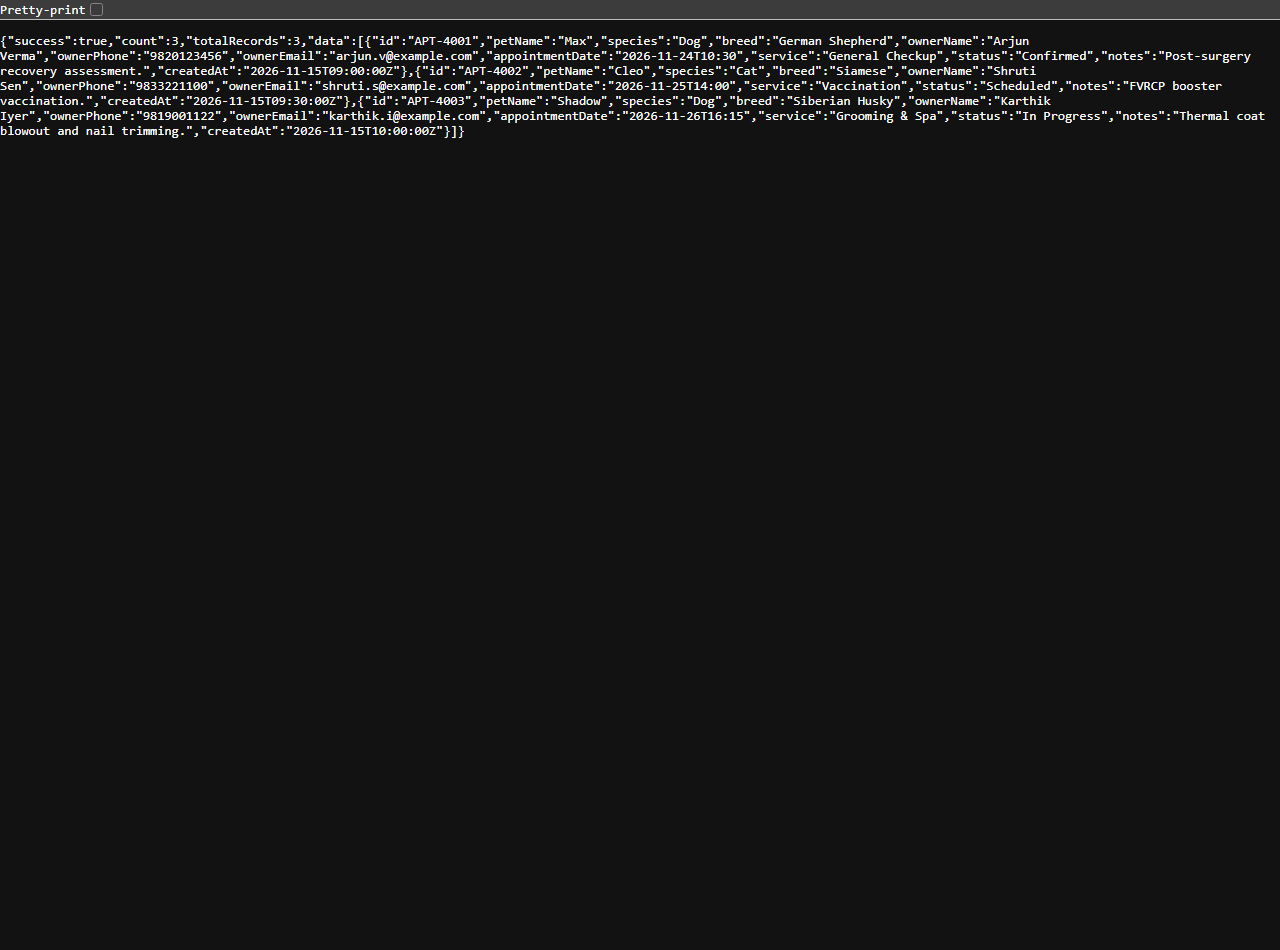 Pretty-print
{"success":true,"count":3,"totalRecords":3,"data":[{"id":"APT-4001","petName":"Max","species":"Dog","breed":"German Shepherd","ownerName":"Arjun
Verma","ownerPhone":"9820123456","ownerEmail":"arjun.v@example.com","appointmentDate":"2026-11-24T10:30","service":"General Checkup","status":"Confirmed","notes":"Post-surgery
recovery assessment.","createdAt":"2026-11-15T09:00:00Z"},{"id":"APT-4002","petName":"Cleo","species":"Cat","breed":"Siamese","ownerName":"Shruti
Sen","ownerPhone":"9833221100","ownerEmail":"shruti.s@example.com","appointmentDate":"2026-11-25T14:00","service":"Vaccination","status":"Scheduled","notes":"FVRCP booster
vaccination.","createdAt":"2026-11-15T09:30:00Z"},{"id":"APT-4003","petName":"Shadow","species":"Dog","breed":"Siberian Husky","ownerName":"Karthik
Iyer","ownerPhone":"9819001122","ownerEmail":"karthik.i@example.com","appointmentDate":"2026-11-26T16:15","service":"Grooming & Spa","status":"In Progress","notes":"Thermal coat
blowout and nail trimming.","createdAt":"2026-11-15T10:00:00Z"}]}